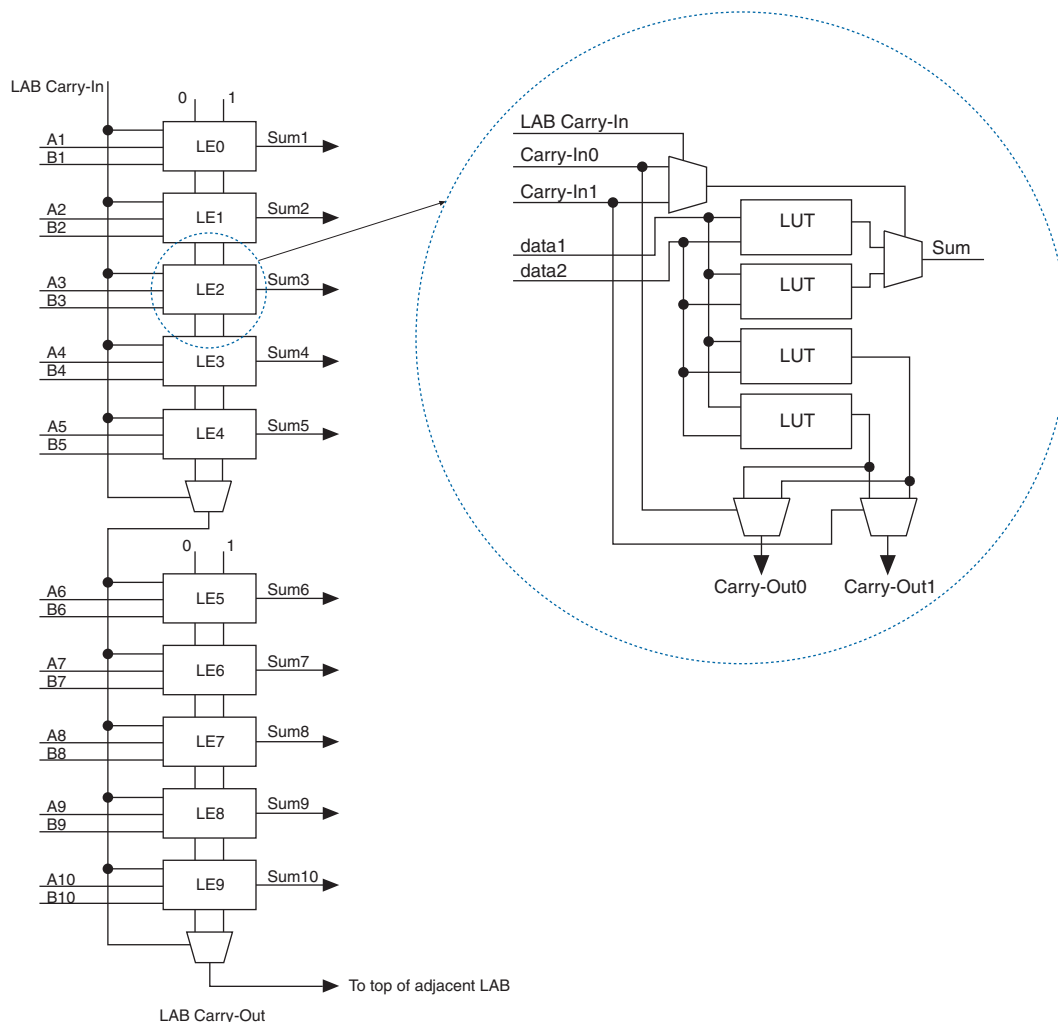 LAB Carry-In
0 1
A1
B1
LE0
Sum1
A2
B2
LE1
Sum2
A3
B3
LE2
Sum3
A4
B4
LE3
Sum4
A5
B5
LE4
Sum5
0 1
A6
B6
LE5
Sum6
A7
B7
LE6
Sum7
A8
B8
LE7
Sum8
A9
B9
LE8
Sum9
A10
B10
LE9
Sum10
To top of adjacent LAB
LAB Carry-Out
LAB Carry-In
Carry-In0
Carry-In1
data1
data2
LUT
LUT
LUT
LUT
Sum
Carry-Out0
Carry-Out1